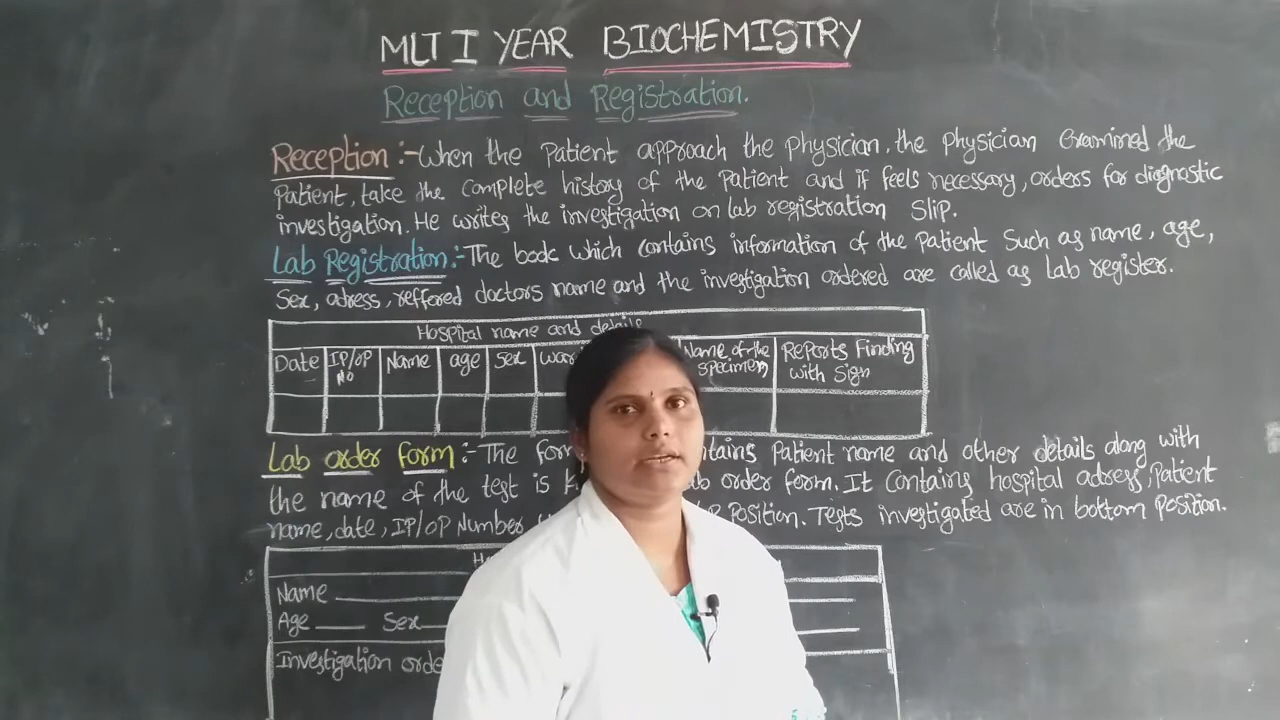 MLT I YEAR BIOCHEMISTRY
Reception and Registration.
Reception :- When the Patient approach the physician, the physician examined the
Patient, take the complete history of the Patient and if feels necessary, orders for diagnostic
investigation. He writes the investigation on lab registration Slip.
Lab Registration :- The book which contains information of the Patient Such as name, age,
Sex, adress, reffered doctors name and the investigation ordered are called as Lab register.
Hospital name and details
Date IP/OP No Name age Sex Name of the specimen Reports Finding with Sign
Lab order form :- The Patient name and other details along with
the name of the test is order form. It Contains hospital adress, Patient
name, date, IP/OP Number Position. Tests investigated are in bottom Position.
Name
Age Sex
Investigation